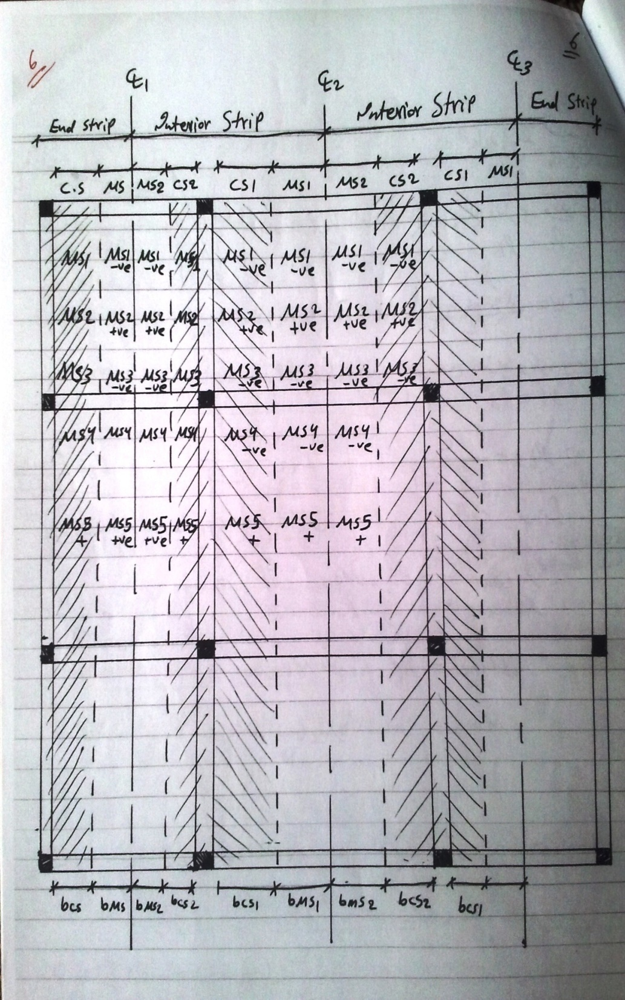 6
6
℄1 ℄2 ℄3
End Strip Interior Strip Interior Strip End Strip
C.S MS MS2 CS2 CS1 MS1 MS2 CS2 CS1 MS1
MS1 MS1 MS1 MS1 MS1 MS1 MS1 MS1
-ve -ve -ve -ve -ve -ve
MS2 MS2 MS2 MS2 MS2 MS2 MS2 MS2
+ve +ve +ve +ve +ve +ve
MS3 MS3 MS3 MS3 MS3 MS3 MS3 MS3
-ve -ve -ve -ve -ve -ve
MS4 MS4 MS4 MS4 MS4 MS4 MS4
-ve -ve -ve
MS5 MS5 MS5 MS5 MS5 MS5 MS5
+ +ve +ve + + + +
bcs bMS bMS2 bcs2 bcs1 bMS1 bms2 bcs2 bcs1